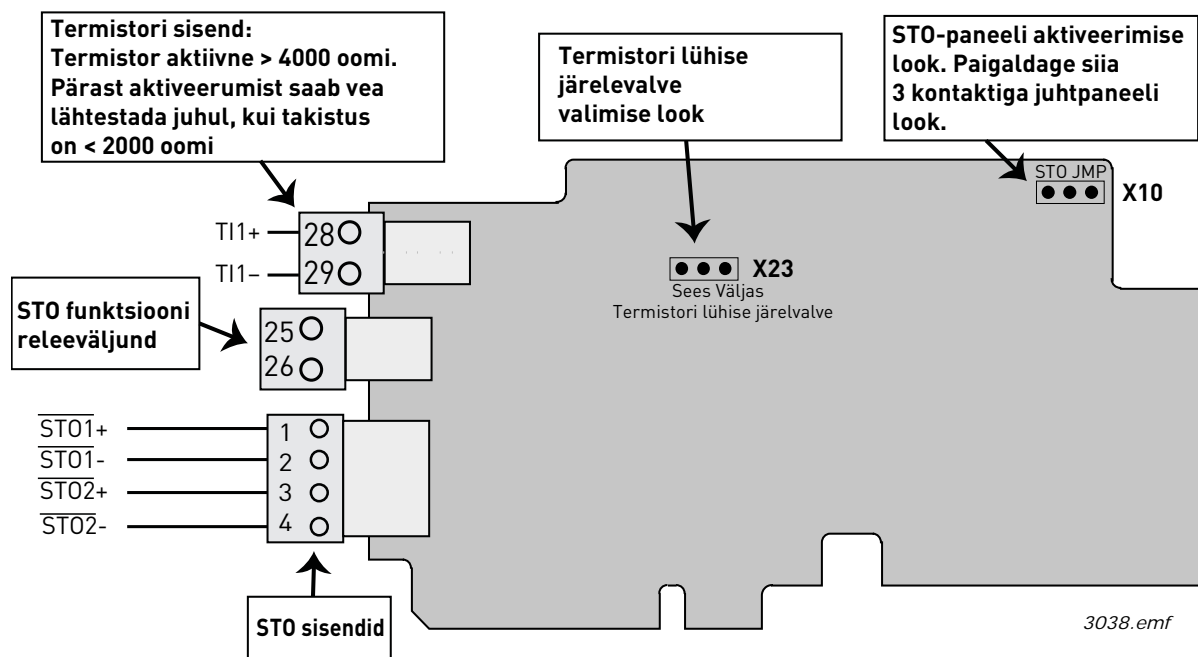 Termistori sisend:
Termistor aktiivne > 4000 oomi.
Pärast aktiveerumist saab vea
lähtestada juhul, kui takistus
on < 2000 oomi
Termistori lühise
järelevalve
valimise look
STO-paneeli aktiveerimise
look. Paigaldage siia
3 kontaktiga juhtpaneeli
look.
STO JMP
X10
TI1+
28
TI1–
29
X23
Sees Väljas
Termistori lühise järelvalve
STO funktsiooni
releeväljund
25
26
STO1+
1
STO1-
2
STO2+
3
STO2-
4
STO sisendid
3038.emf